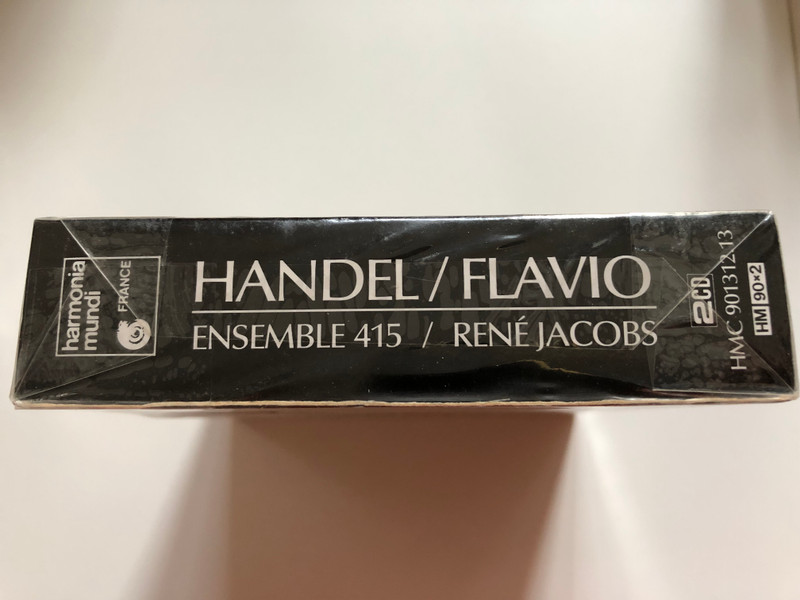 harmonia
mundi
FRANCE
HANDEL / FLAVIO
ENSEMBLE 415 / RENÉ JACOBS
2CD
HMC 901312.13
HM 90×2